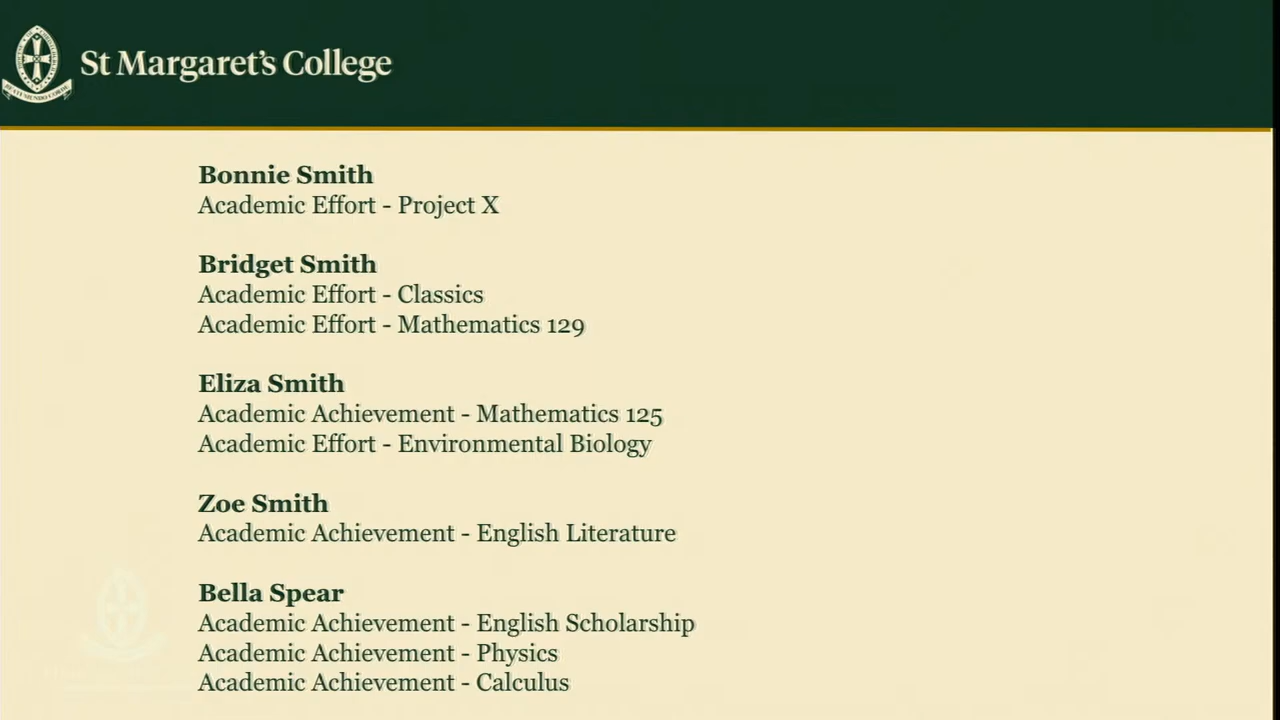 St Margaret's College
Bonnie Smith
Academic Effort - Project X
Bridget Smith
Academic Effort - Classics
Academic Effort - Mathematics 129
Eliza Smith
Academic Achievement - Mathematics 125
Academic Effort - Environmental Biology
Zoe Smith
Academic Achievement - English Literature
Bella Spear
Academic Achievement - English Scholarship
Academic Achievement - Physics
Academic Achievement - Calculus